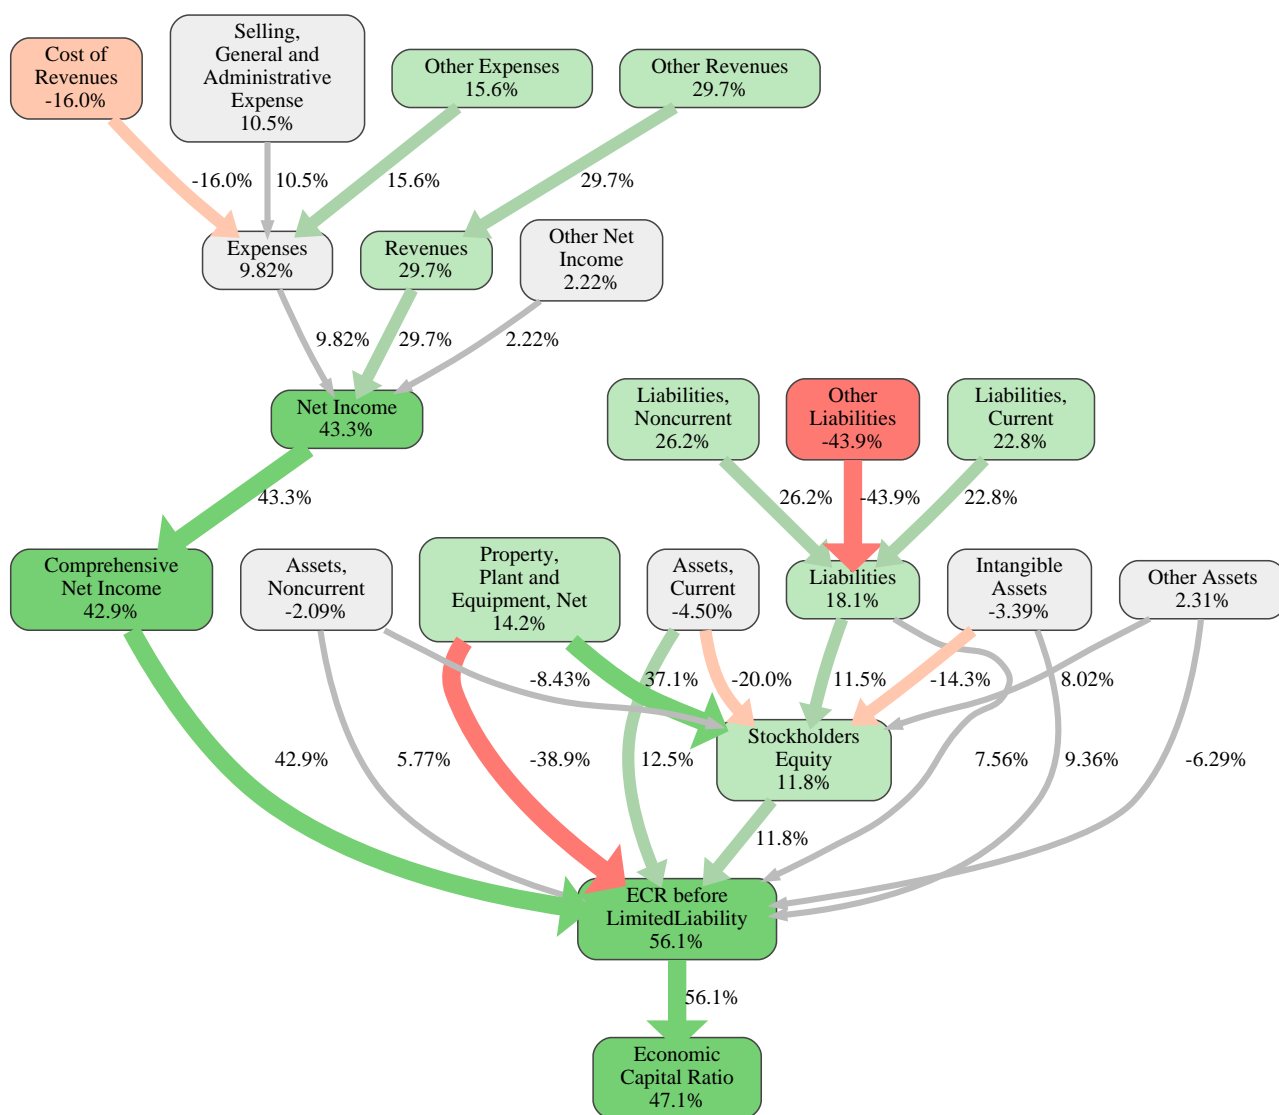 Cost of
Revenues
-16.0%
Selling,
General and
Administrative
Expense
10.5%
Other Expenses
15.6%
Other Revenues
29.7%
-16.0%
10.5%
15.6%
29.7%
Expenses
9.82%
Revenues
29.7%
Other Net
Income
2.22%
9.82%
29.7%
2.22%
Net Income
43.3%
Liabilities,
Noncurrent
26.2%
Other
Liabilities
-43.9%
Liabilities,
Current
22.8%
43.3%
26.2%
-43.9%
22.8%
Comprehensive
Net Income
42.9%
Assets,
Noncurrent
-2.09%
Property,
Plant and
Equipment, Net
14.2%
Assets,
Current
-4.50%
Liabilities
18.1%
Intangible
Assets
-3.39%
Other Assets
2.31%
-8.43%
37.1%
-20.0%
11.5%
-14.3%
8.02%
Stockholders
Equity
11.8%
42.9%
5.77%
-38.9%
12.5%
7.56%
9.36%
-6.29%
11.8%
ECR before
LimitedLiability
56.1%
56.1%
Economic
Capital Ratio
47.1%